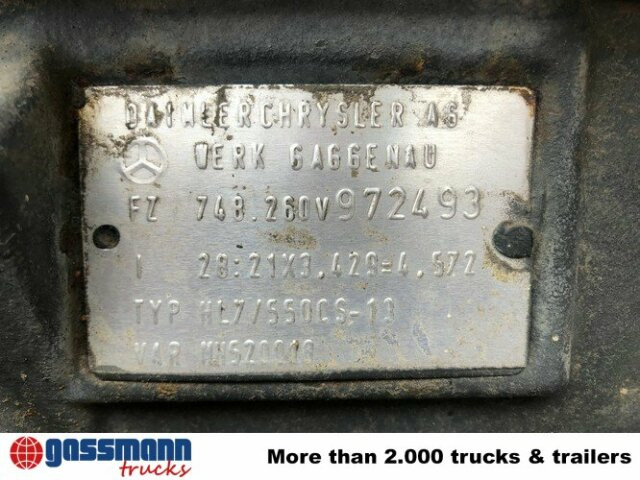 DAIMLERCHRYSLER AG
WERK GAGGENAU
FZ 748.260V972493
I 28:21X3,429=4,572
TYP HL7/550CS-13
VAR
gassmann
trucks
More than 2.000 trucks & trailers